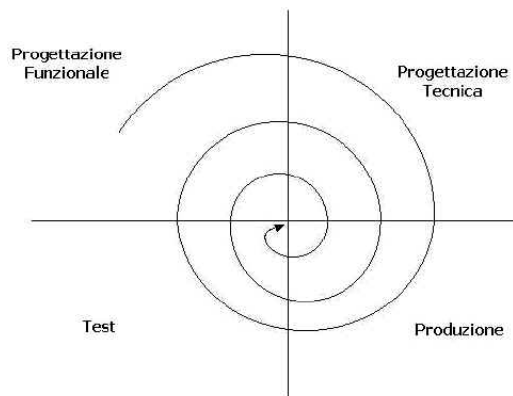 Progettazione
Funzionale
Progettazione
Tecnica
Test
Produzione